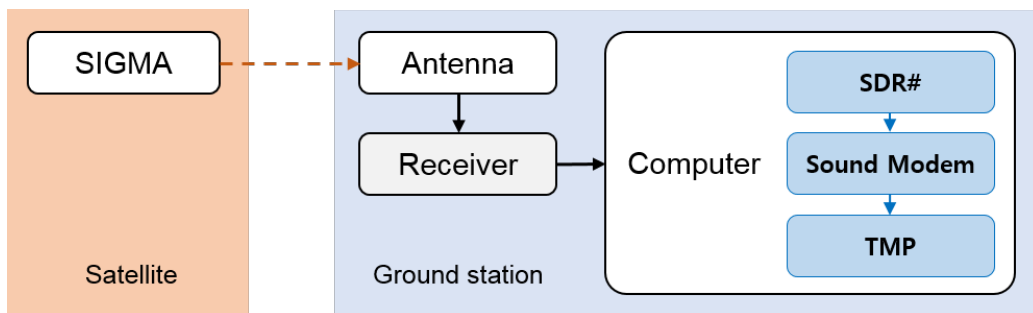 SIGMA
Antenna
Receiver
Computer
SDR#
Sound Modem
TMP
Satellite
Ground station